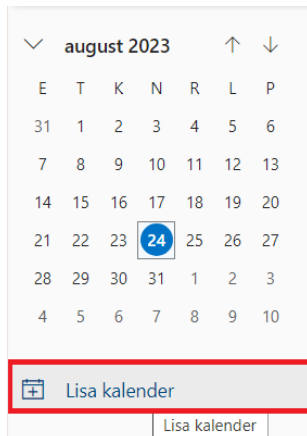 august 2023
E T K N R L P
31 1 2 3 4 5 6
7 8 9 10 11 12 13
14 15 16 17 18 19 20
21 22 23 24 25 26 27
28 29 30 31 1 2 3
4 5 6 7 8 9 10
Lisa kalender
Lisa kalender